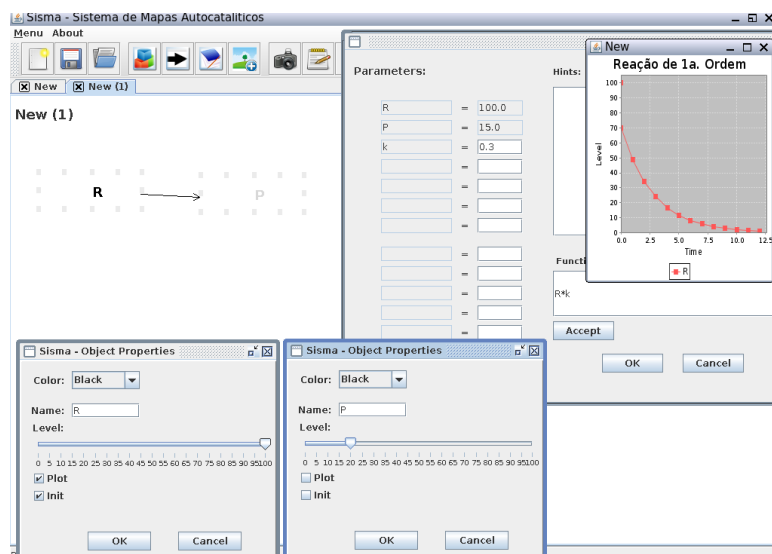 Sisma - Sistema de Mapas Autocatalíticos
Menu About
New New (1)
New (1)
R P
Parameters:
R = 100.0
P = 15.0
k = 0.3
=
=
=
=
=
=
=
=
=
Hints:
R*k
Accept
OK Cancel
New
Reação de 1a. Ordem
Level
100
90
80
70
60
50
40
30
20
10
0
0.0 2.5 5.0 7.5 10.0 12.5
Time
R
Sisma - Object Properties
Color: Black
Name: R
Level:
0 5 10 15 20 25 30 35 40 45 50 55 60 65 70 75 80 85 90 95 100
Plot
Init
OK Cancel
Sisma - Object Properties
Color: Black
Name: P
Level:
0 5 10 15 20 25 30 35 40 45 50 55 60 65 70 75 80 85 90 95 100
Plot
Init
OK Cancel